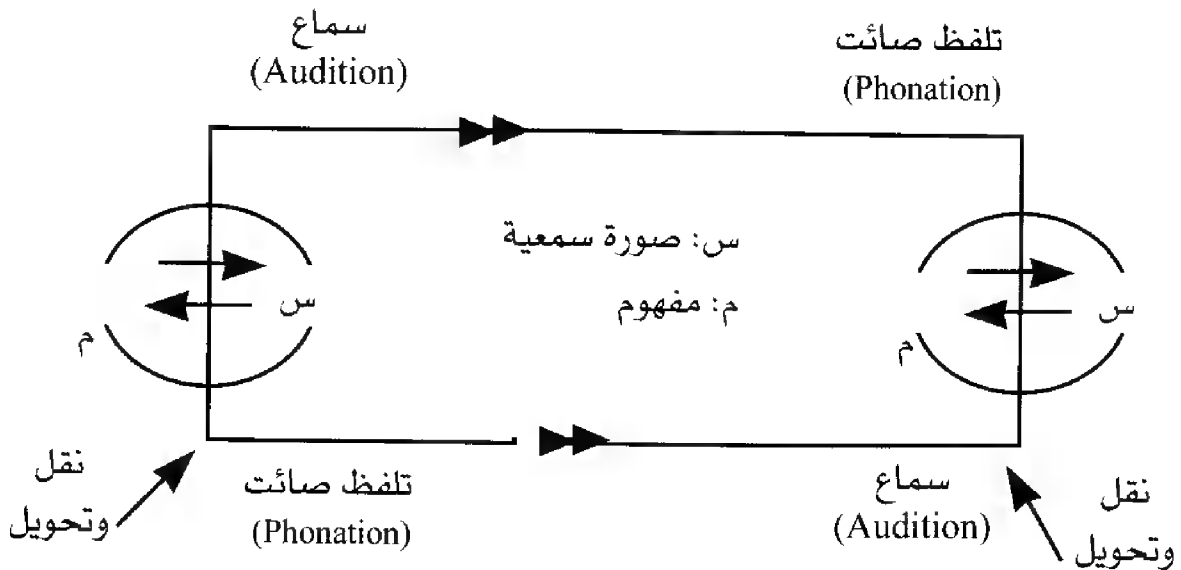 تلفظ صائت
(Phonation)
سماع
(Audition)
س: صورة سمعية
م: مفهوم
س
م
س
م
نقل
وتحويل
سماع
(Audition)
تلفظ صائت
(Phonation)
نقل
وتحويل